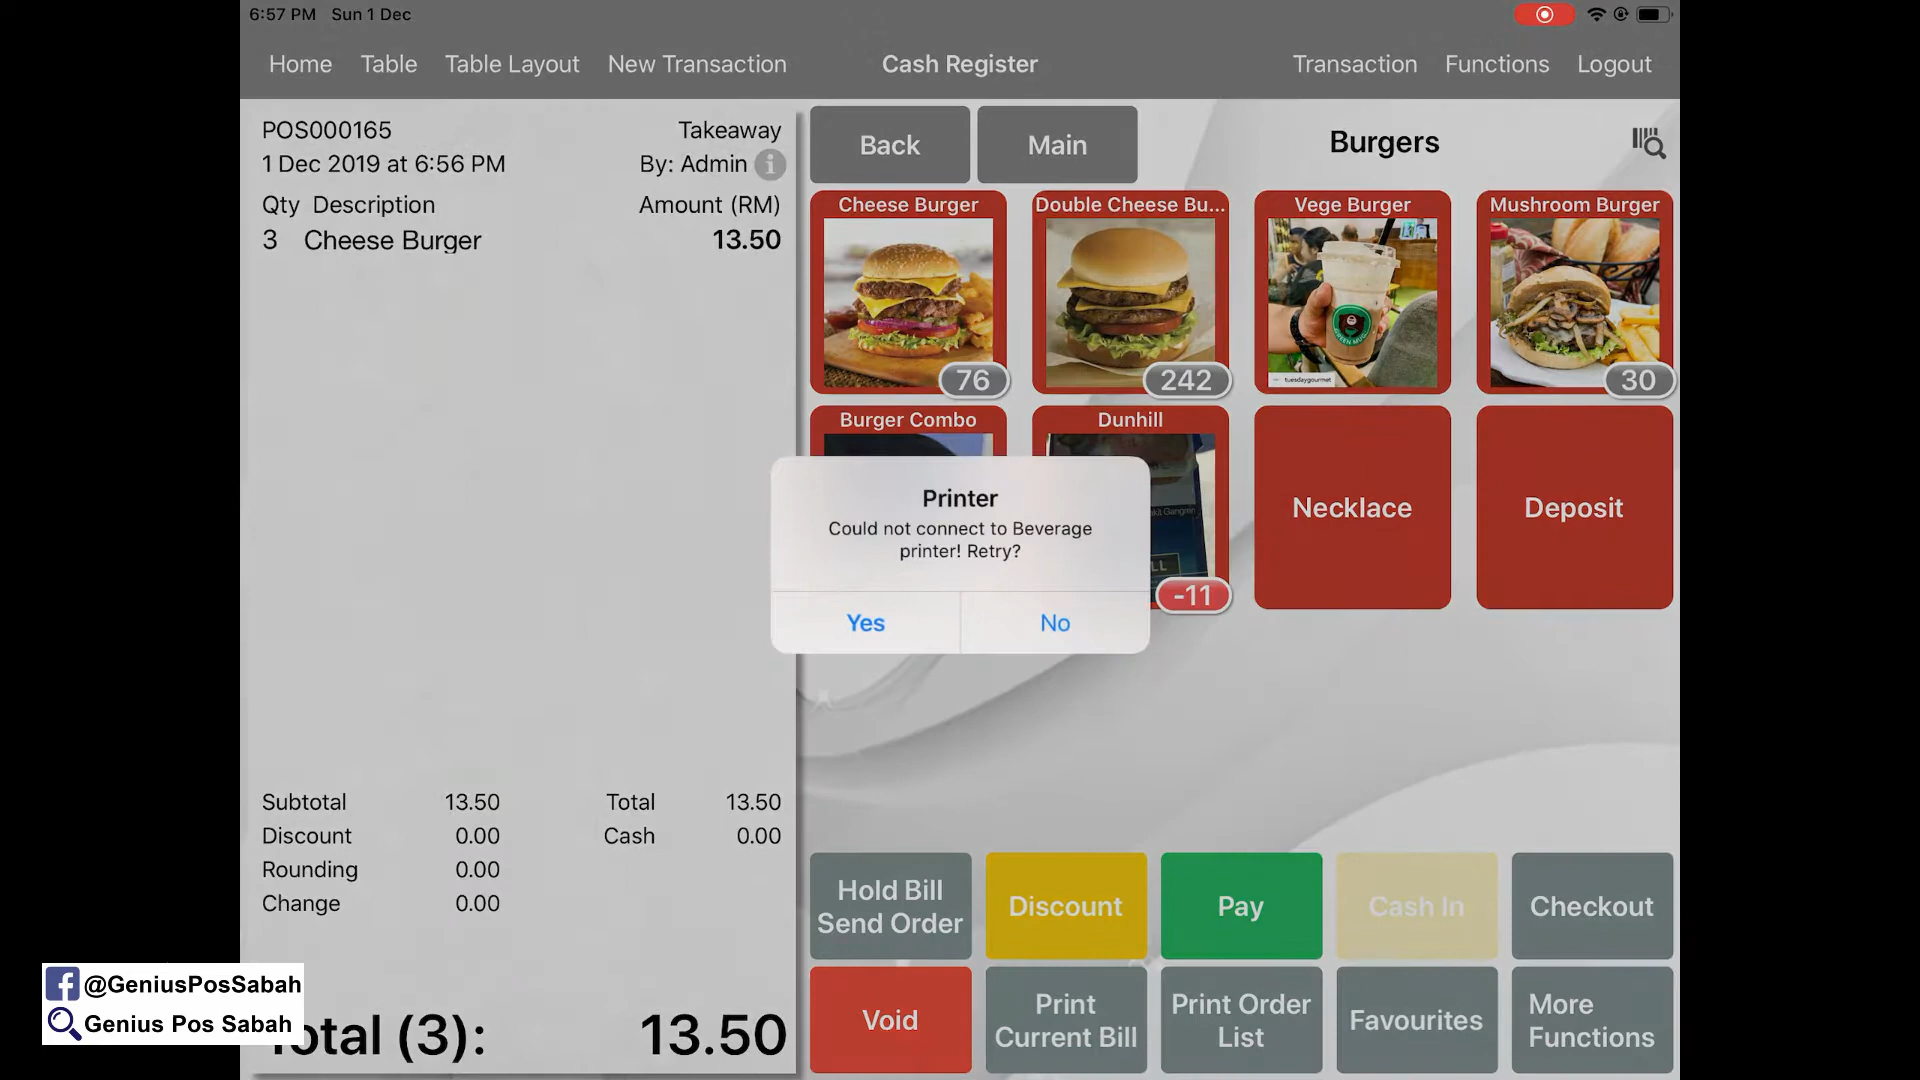 6:57 PM Sun 1 Dec
Home Table Table Layout New Transaction Cash Register Transaction Functions Logout
POS000165 Takeaway
1 Dec 2019 at 6:56 PM By: Admin
Qty Description Amount (RM)
3 Cheese Burger 13.50
Subtotal 13.50 Total 13.50
Discount 0.00 Cash 0.00
Rounding 0.00
Change 0.00
Total (3): 13.50
Back Main Burgers
Cheese Burger Double Cheese Bu... Vege Burger Mushroom Burger
tuesdaygourmet
76 242 30
Burger Combo Dunhill
Necklace Deposit
-11
Printer
Could not connect to Beverage
printer! Retry?
Yes No
Hold Bill
Send Order
Discount
Pay
Cash In
Checkout
Void
Print
Current Bill
Print Order
List
Favourites
More
Functions
@GeniusPosSabah
Genius Pos Sabah